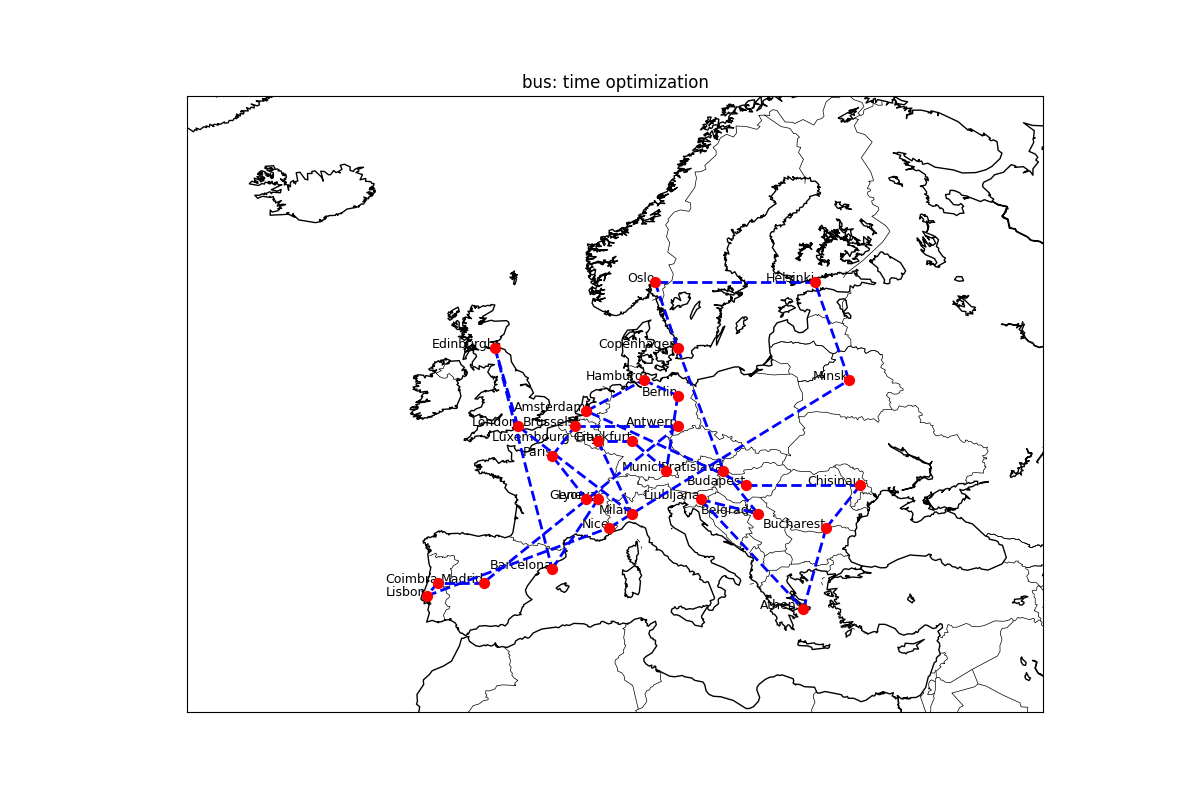 bus: time optimization
Oslo
Helsinki
Edinburgh
Copenhagen
Hamburg
Minsk
Berlin
Amsterdam
London
Brussels
Antwerp
Luxembourg City
Frankfurt
Paris
Munich
Bratislava
Budapest
Chisinau
Geneva
Lyon
Ljubljana
Milan
Belgrade
Nice
Bucharest
Barcelona
Coimbra
Madrid
Lisbon
Athens